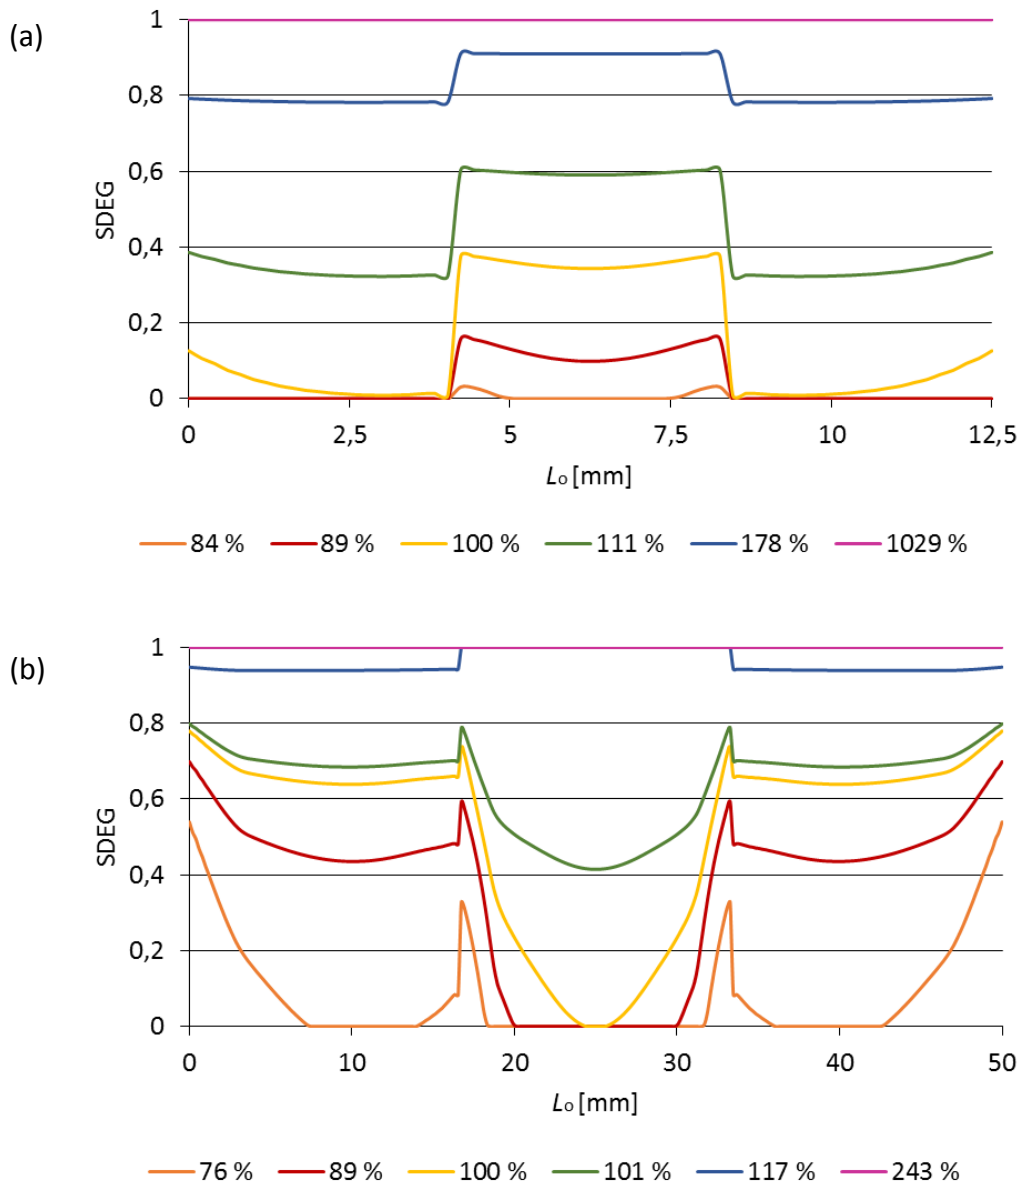 (a)
1
0,8
0,6
0,4
0,2
0
SDEG
0 2,5 5 7,5 10 12,5
Lo [mm]
84 % 89 % 100 % 111 % 178 % 1029 %
(b)
1
0,8
0,6
0,4
0,2
0
SDEG
0 10 20 30 40 50
Lo [mm]
76 % 89 % 100 % 101 % 117 % 243 %